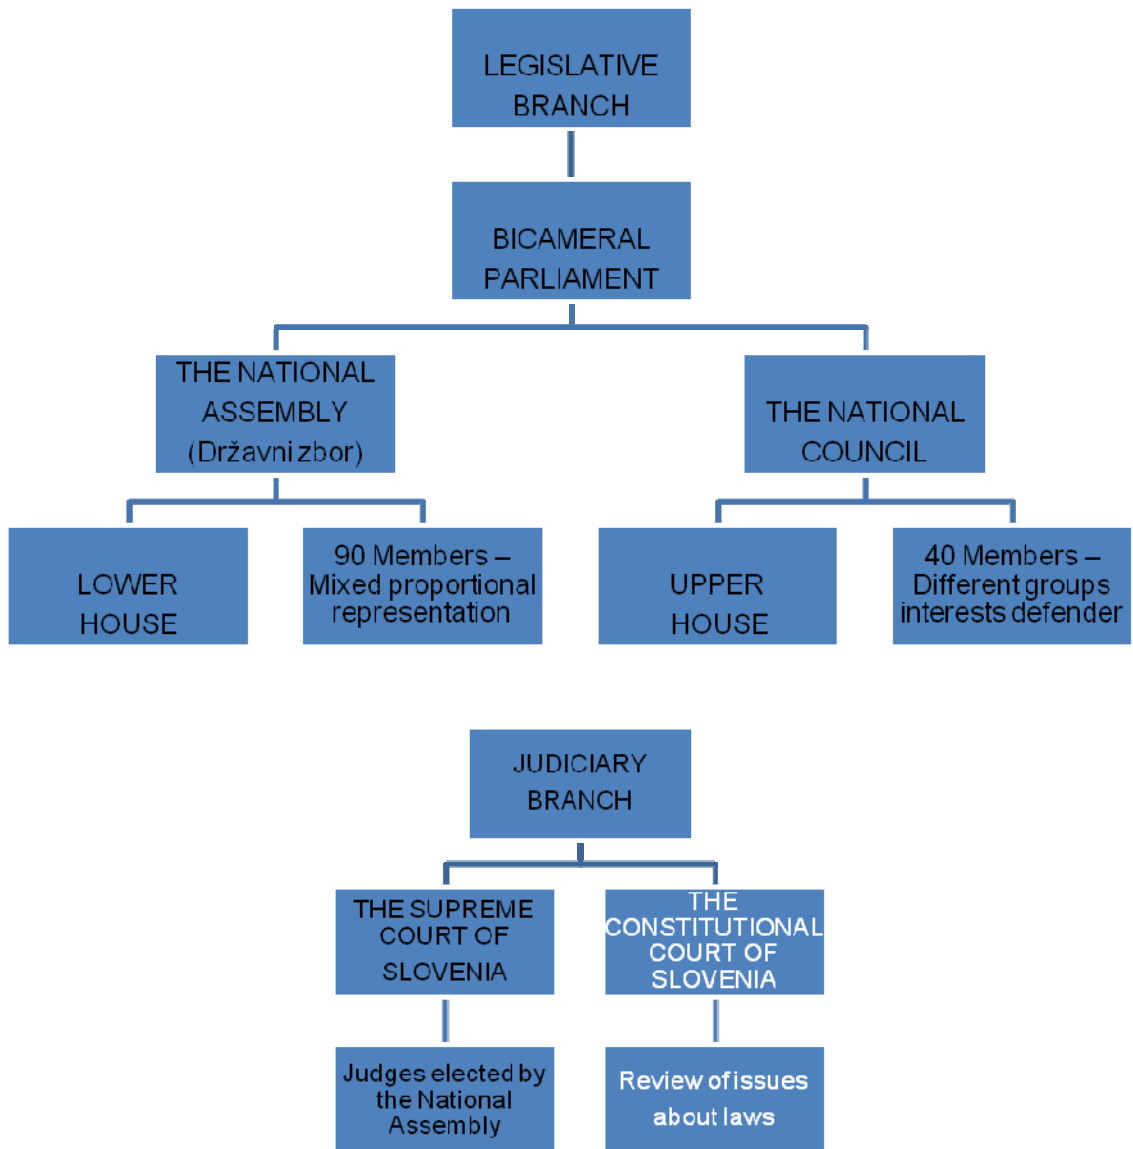 LEGISLATIVE
BRANCH
BICAMERAL
PARLIAMENT
THE NATIONAL
ASSEMBLY
(Državni zbor)
THE NATIONAL
COUNCIL
LOWER
HOUSE
90 Members –
Mixed proportional
representation
UPPER
HOUSE
40 Members –
Different groups
interests defender
JUDICIARY
BRANCH
THE SUPREME
COURT OF
SLOVENIA
THE
CONSTITUTIONAL
COURT OF
SLOVENIA
Judges elected by
the National
Assembly
Review of issues
about laws